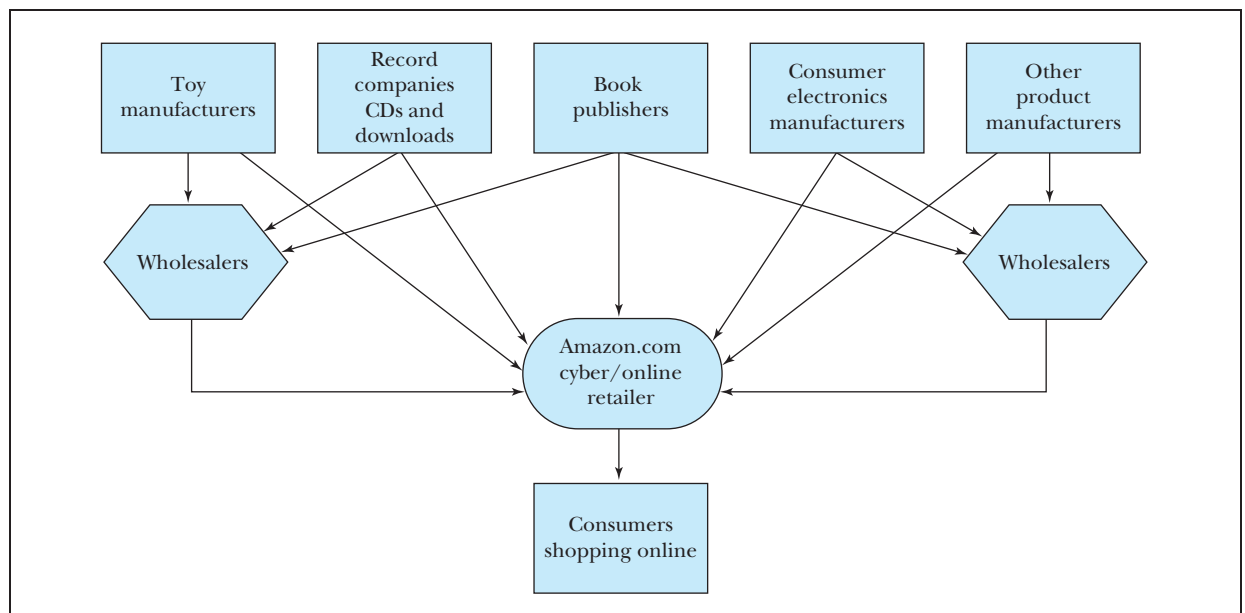 Toy
manufacturers
Record
companies
CDs and
downloads
Book
publishers
Consumer
electronics
manufacturers
Other
product
manufacturers
Wholesalers
Wholesalers
Amazon.com
cyber/online
retailer
Consumers
shopping online